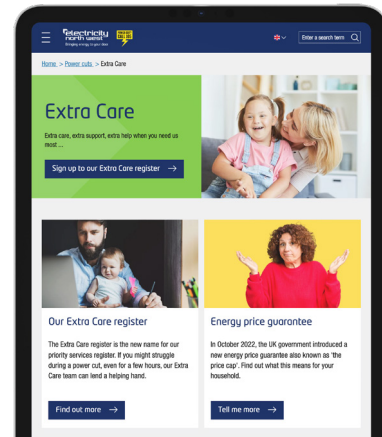 electricity
north west
Bringing energy to your door
Enter a search term
Home > Power cuts > Extra Care
Extra Care
Extra care, extra support, extra help when you need us
most ...
Sign up to our Extra Care register →
Our Extra Care register
The Extra Care register is the new name for our
priority services register. If you might struggle
during a power cut, even for a few hours, our Extra
Care team can lend a helping hand.
Find out more →
Energy price guarantee
In October 2022, the UK government introduced a
new energy price guarantee also known as 'the
price cap'. Find out what this means for your
household.
Tell me more →